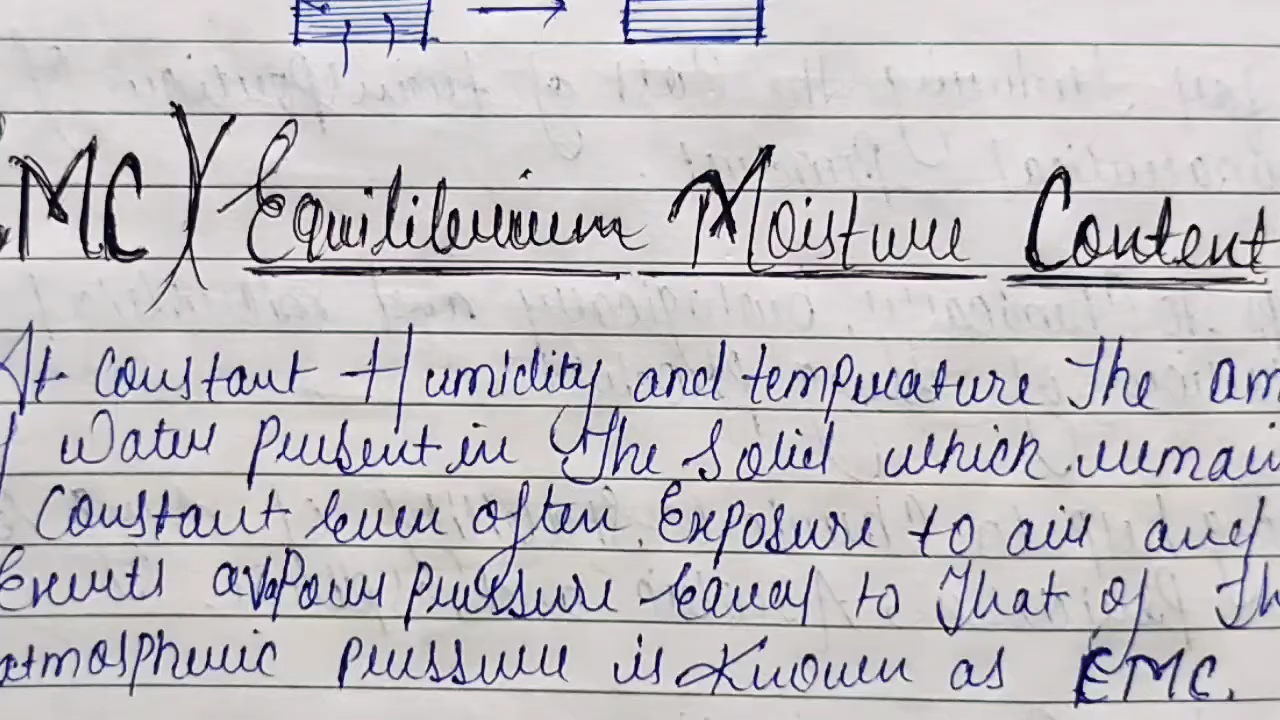 EMC) Equilibrium Moisture Content
At constant Humidity and temperature The am
Water present in The Solid which remai
Constant Even after Exposure to air and
Exerts a vapour pressure Equal to That of Th
atmospheric pressure is Known as EMC.